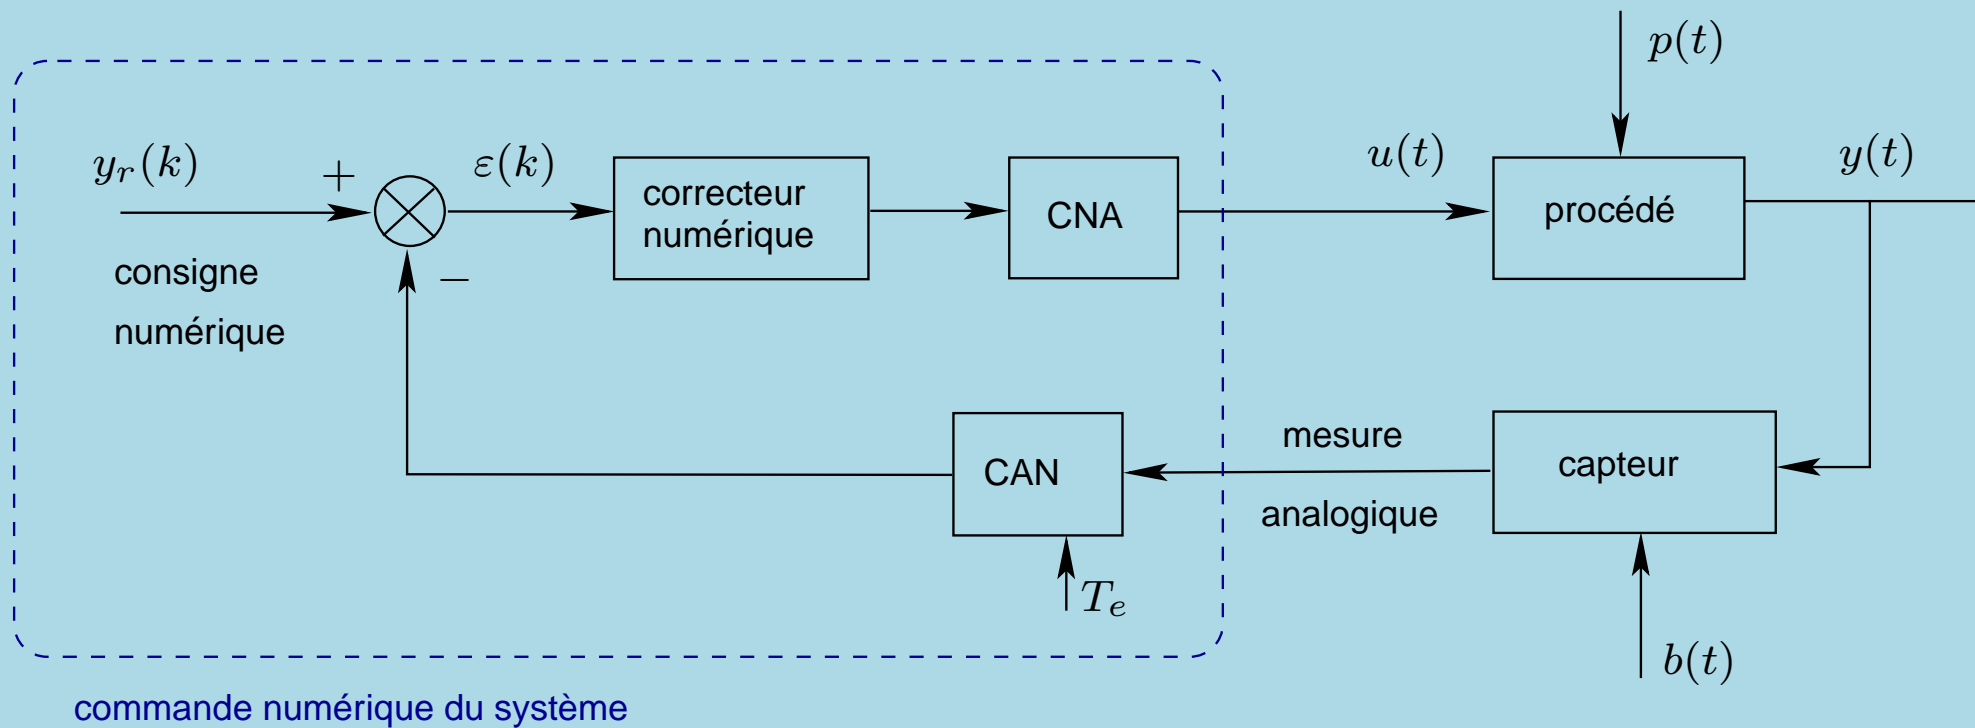 p(t)
y_r(k)
+
ε(k)
correcteur
numérique
CNA
u(t)
procédé
y(t)
−
consigne
numérique
CAN
mesure
analogique
capteur
T_e
b(t)
commande numérique du système